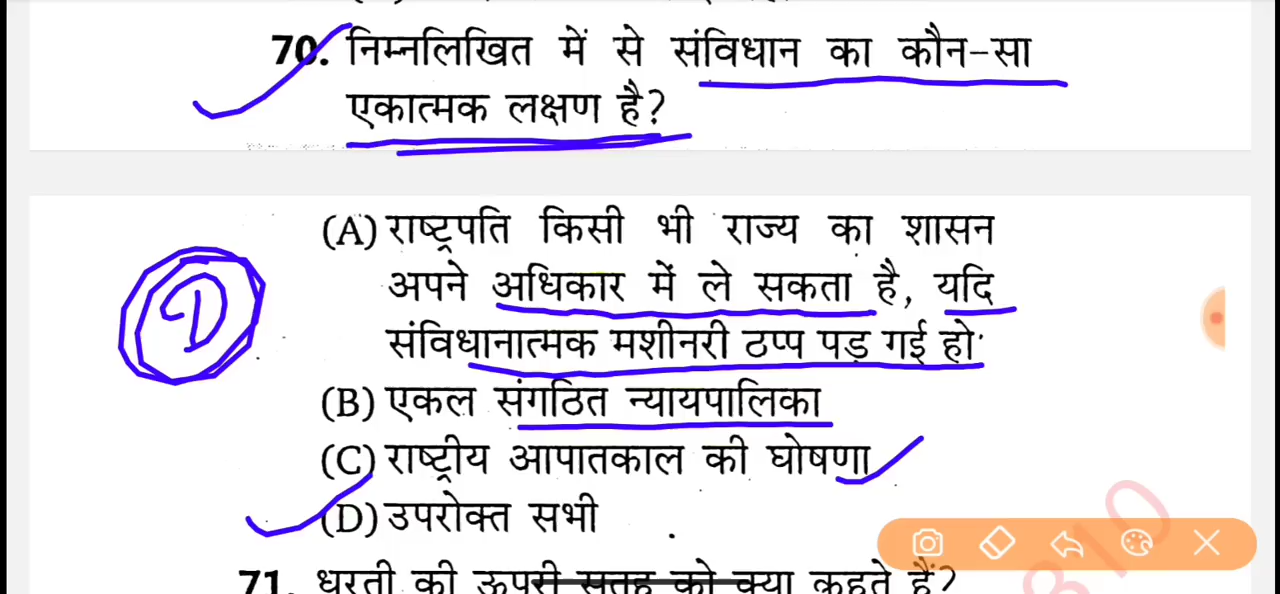 70. निम्नलिखित में से संविधान का कौन-सा
एकात्मक लक्षण है?
(A) राष्ट्रपति किसी भी राज्य का शासन
अपने अधिकार में ले सकता है, यदि
संविधानात्मक मशीनरी ठप्प पड़ गई हो
D
(B) एकल संगठित न्यायपालिका
(C) राष्ट्रीय आपातकाल की घोषणा
(D) उपरोक्त सभी
310
71. धरती की ऊपरी सतह को क्या कहते हैं?